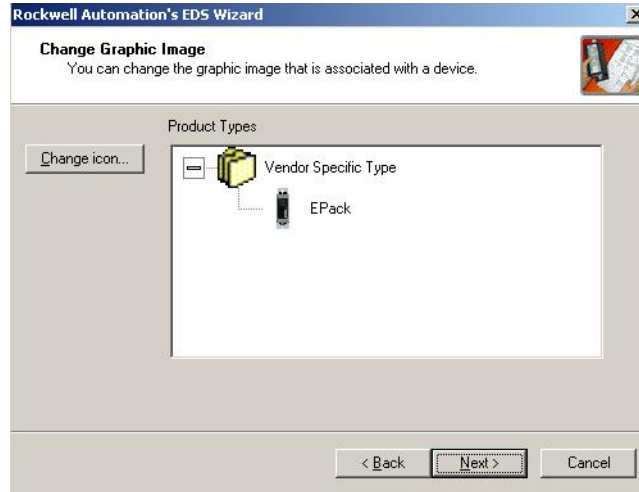 Rockwell Automation's EDS Wizard
Change Graphic Image
You can change the graphic image that is associated with a device.
Product Types
Change icon...
Vendor Specific Type
EPack
< Back
Next >
Cancel